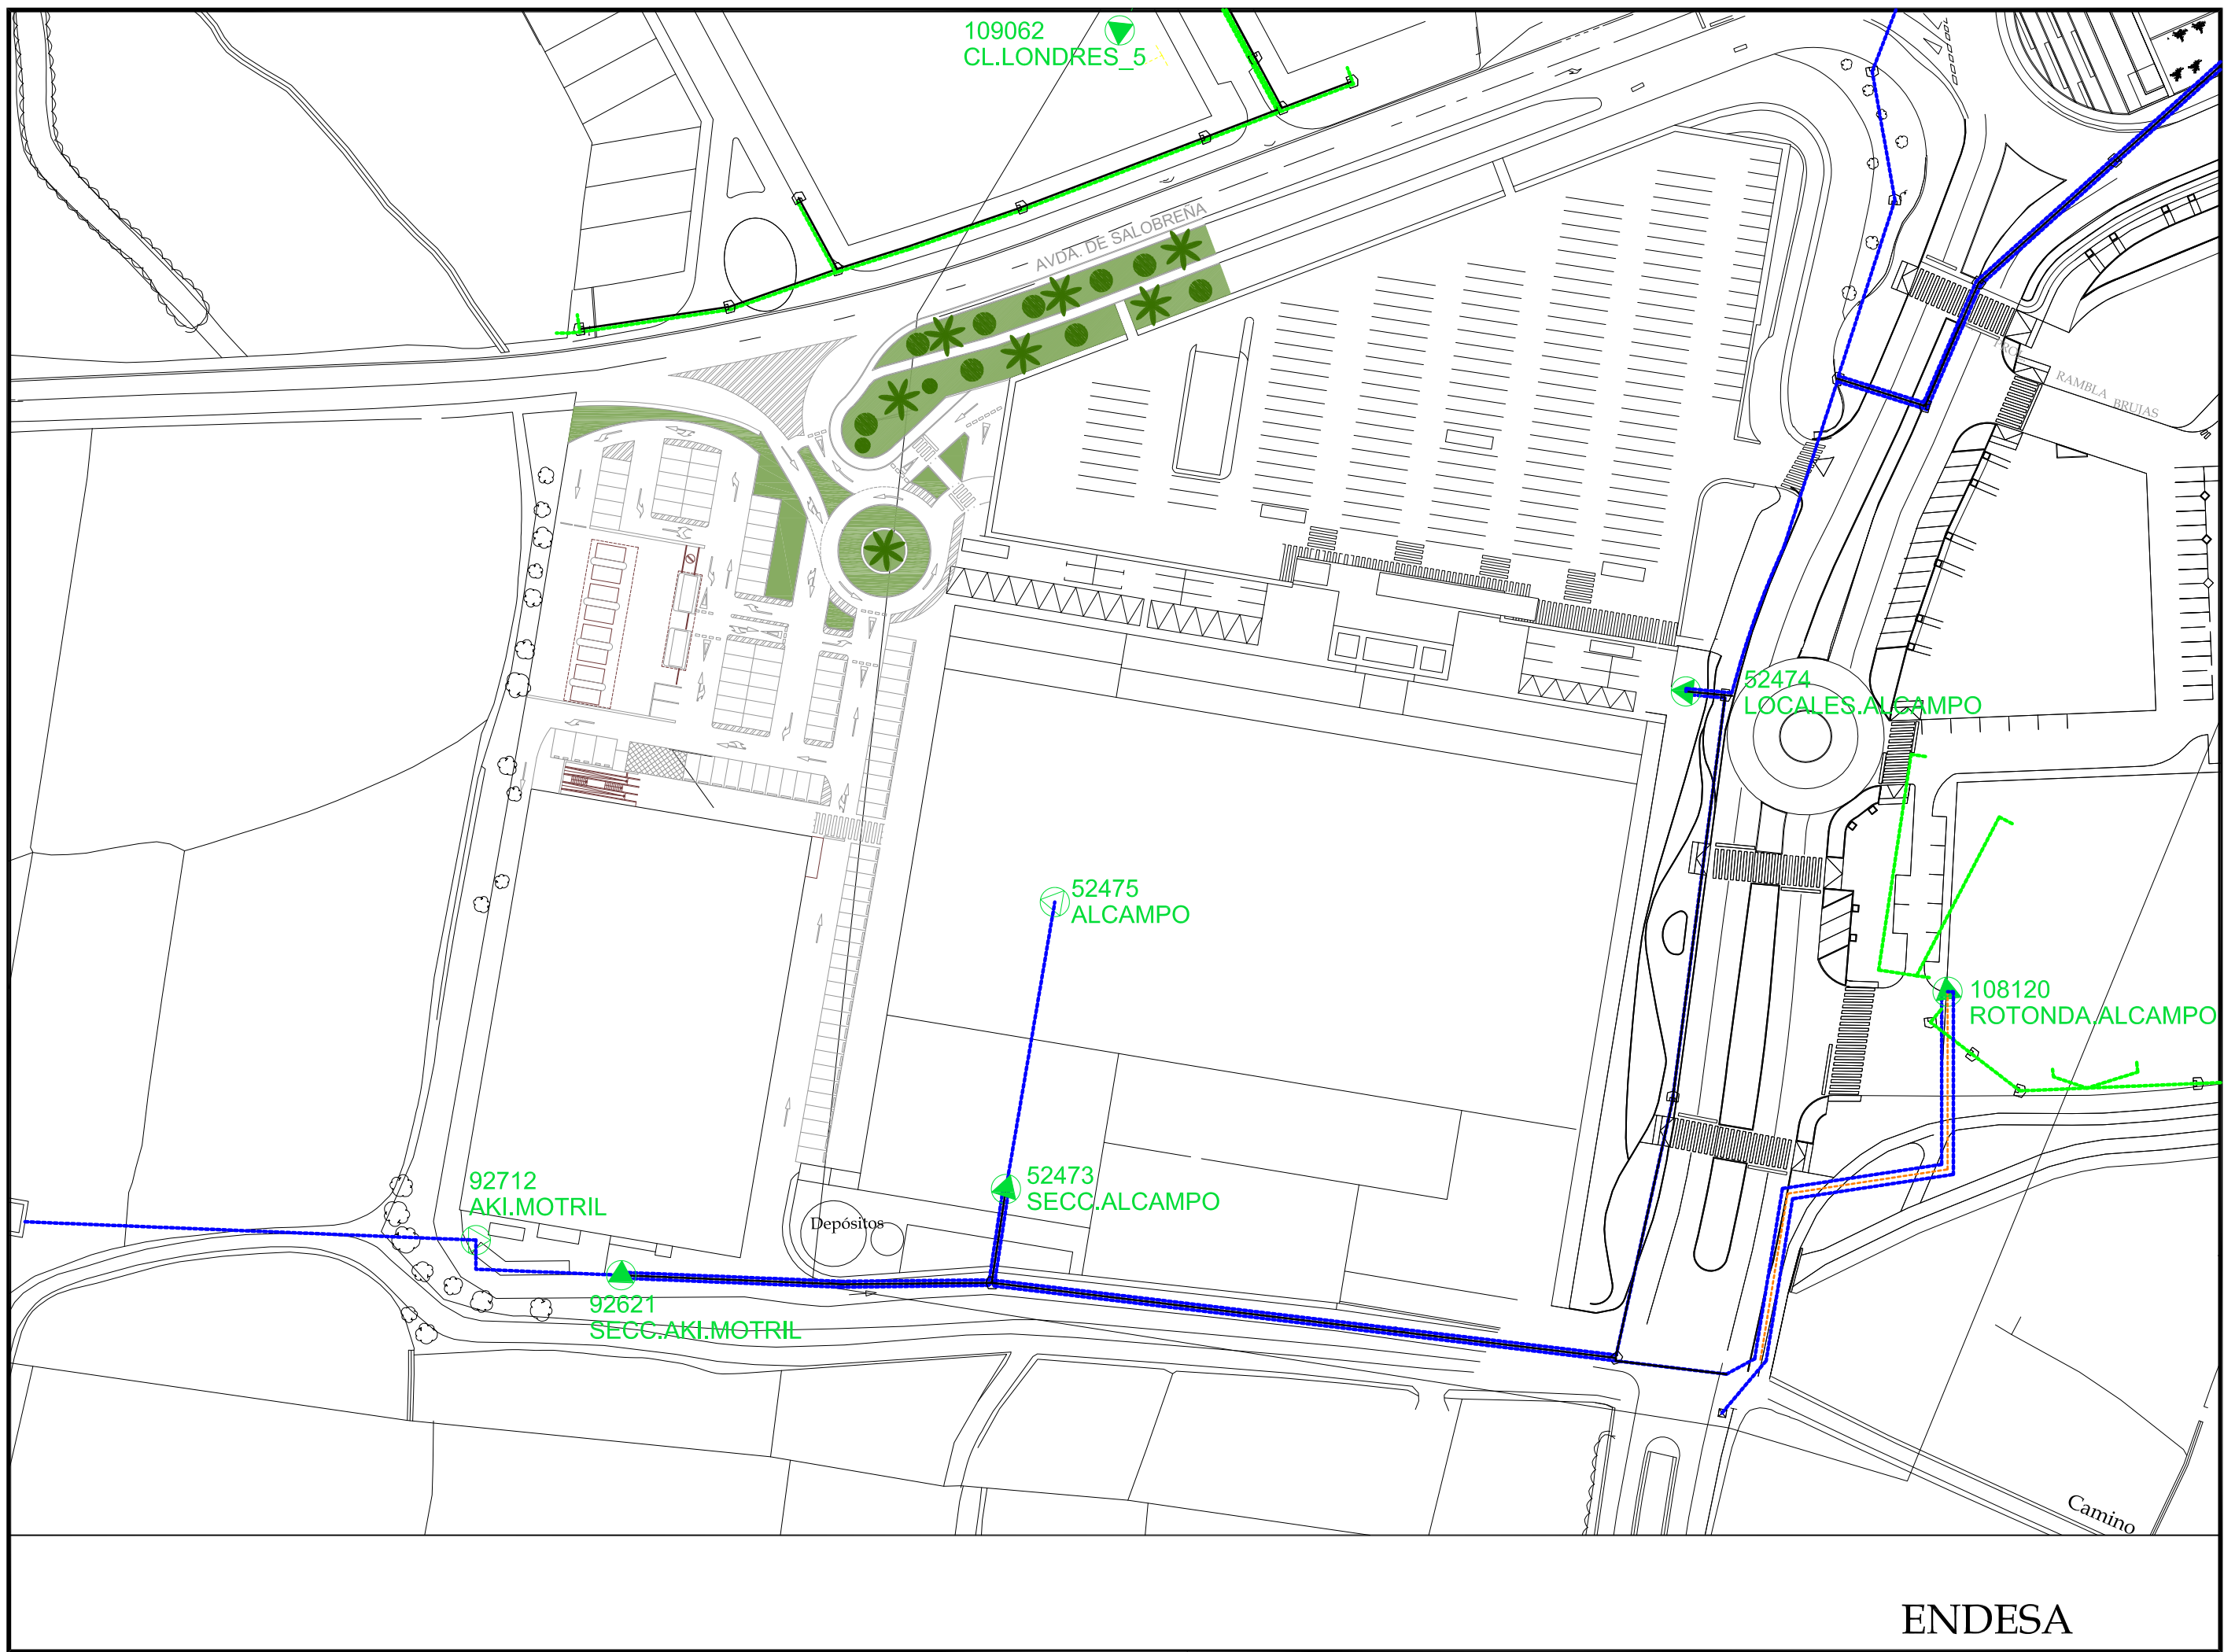 109062
CL.LONDRES_5
AVDA. DE SALOBREÑA
RAMBLA BRUJAS
52474
LOCALES.ALCAMPO
52475
ALCAMPO
108120
ROTONDA.ALCAMPO
92712
AKI.MOTRIL
52473
SECC.ALCAMPO
Depósitos
92621
SECC.AKI.MOTRIL
Camino
ENDESA